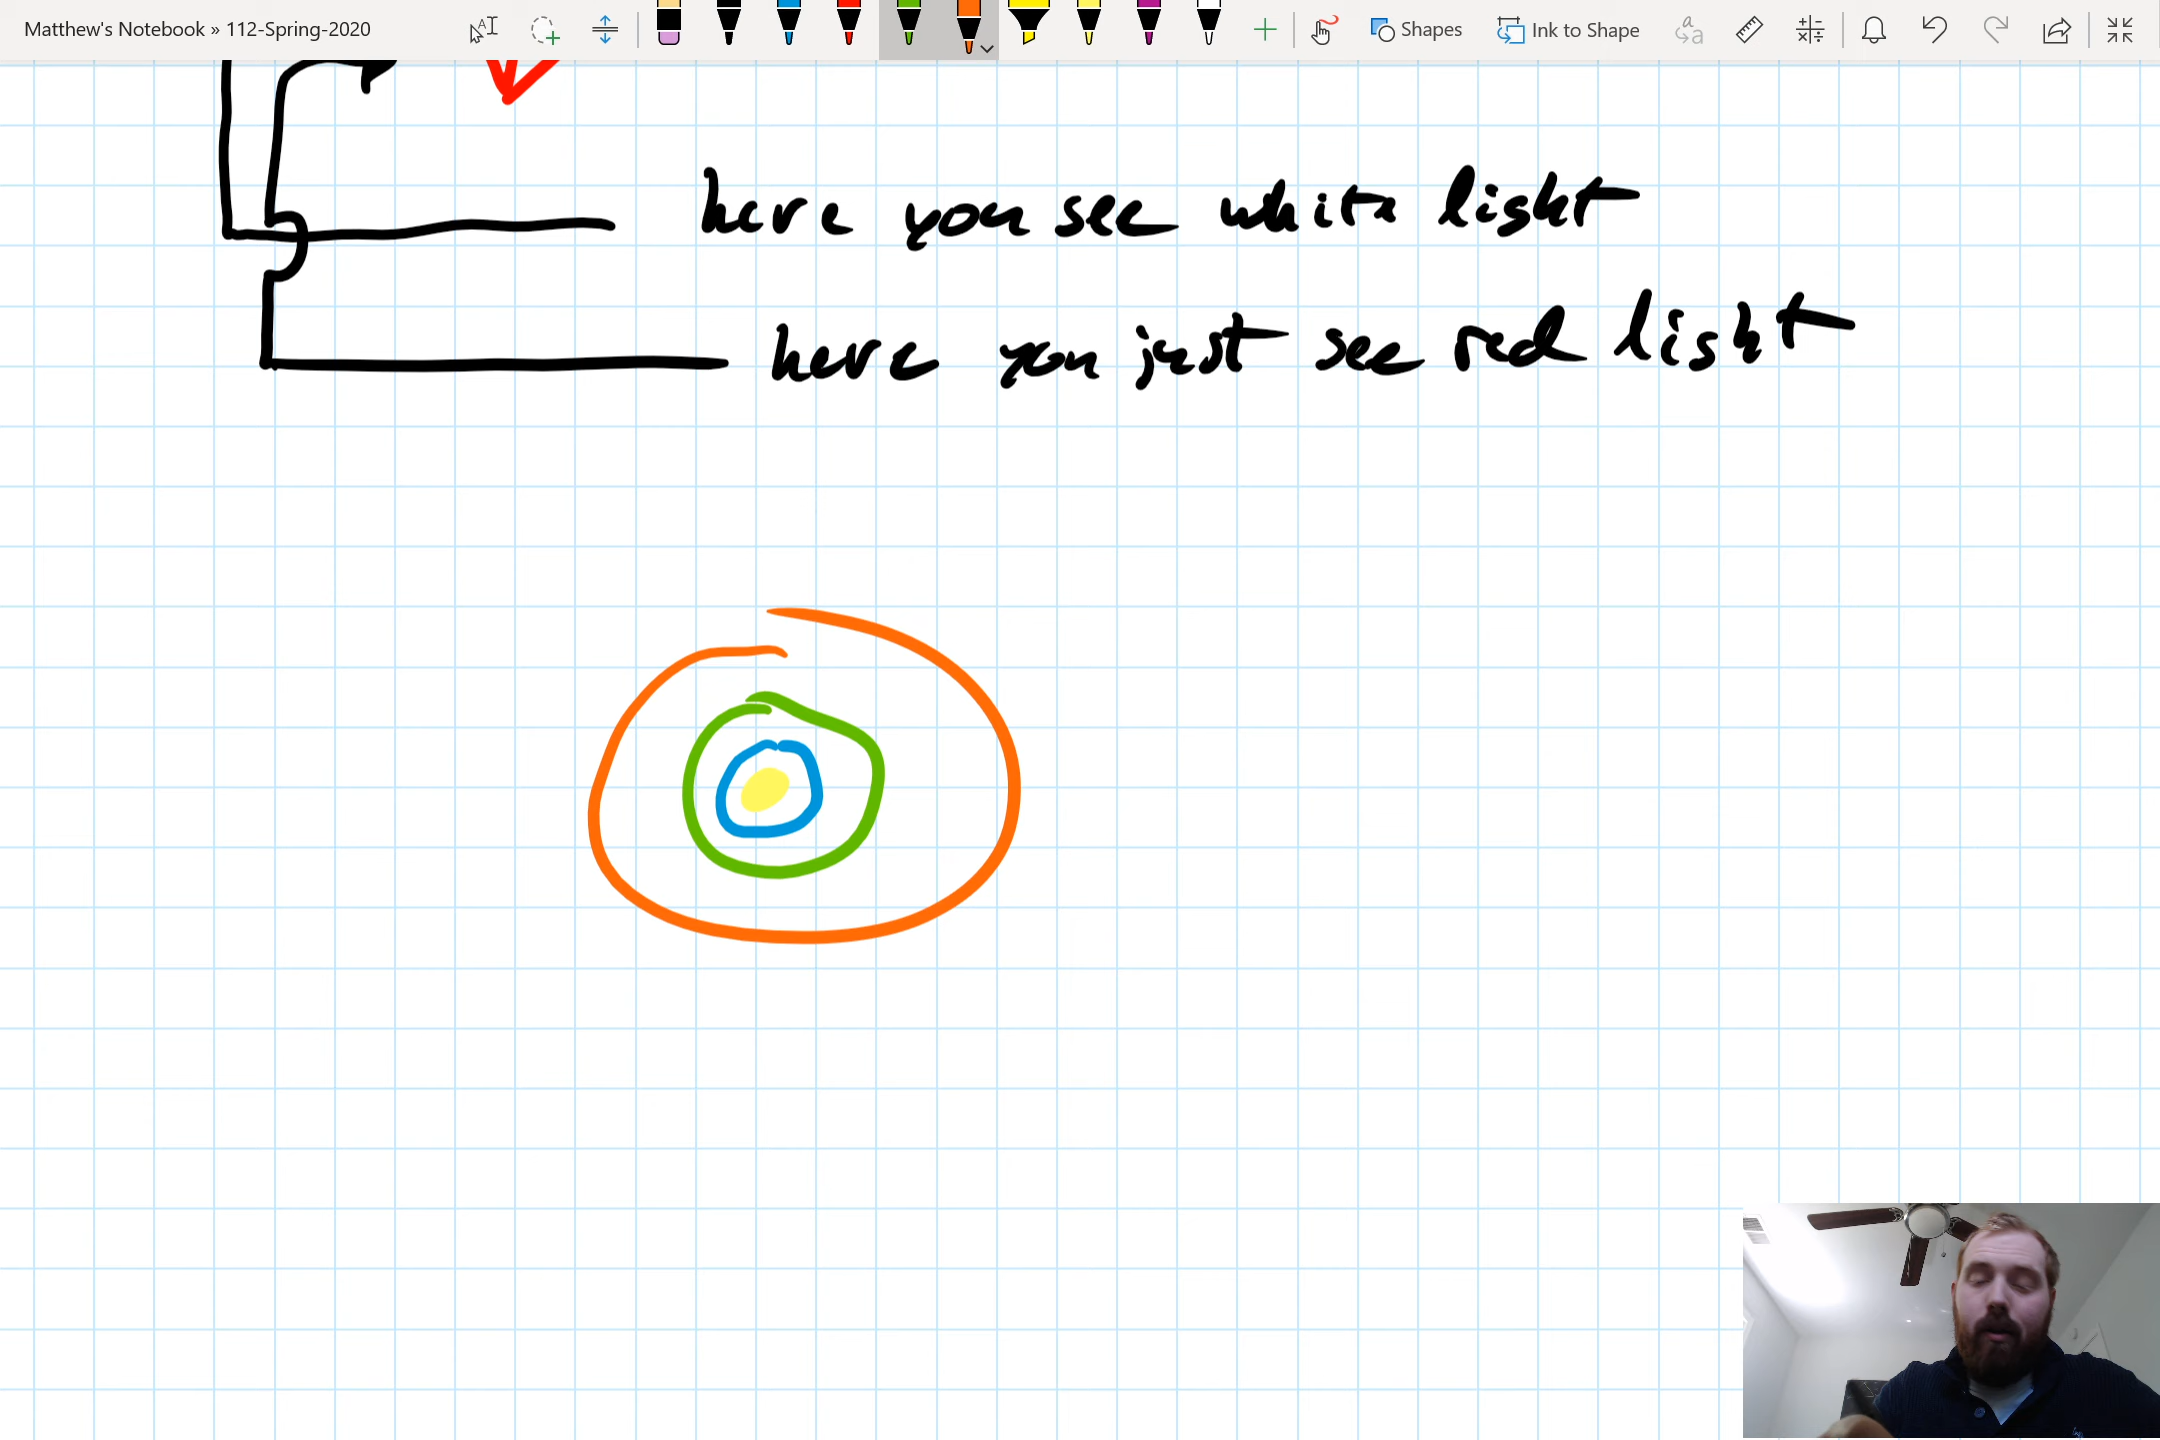 Matthew's Notebook » 112-Spring-2020 Shapes Ink to Shape
here you see white light
here you just see red light